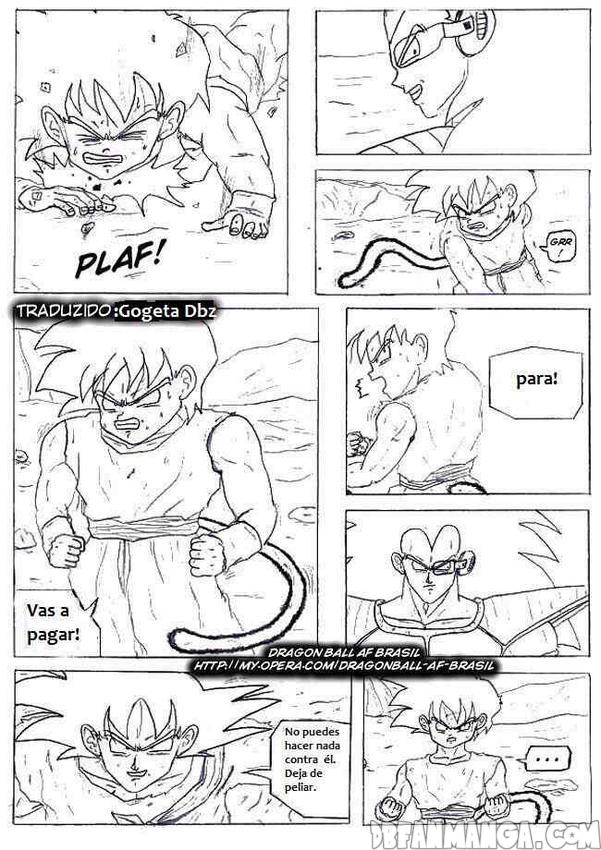 PLAF!
GRR
!
TRADUZIDO :Gogeta Dbz
para!
Vas a
pagar!
DRAGON BALL AF BRASIL
HTTP://MY.OPERA.COM/DRAGONBALL-AF-BRASIL
No puedes
hacer nada
contra él.
Deja de
peliar.
...
DBFANMANGA.COM